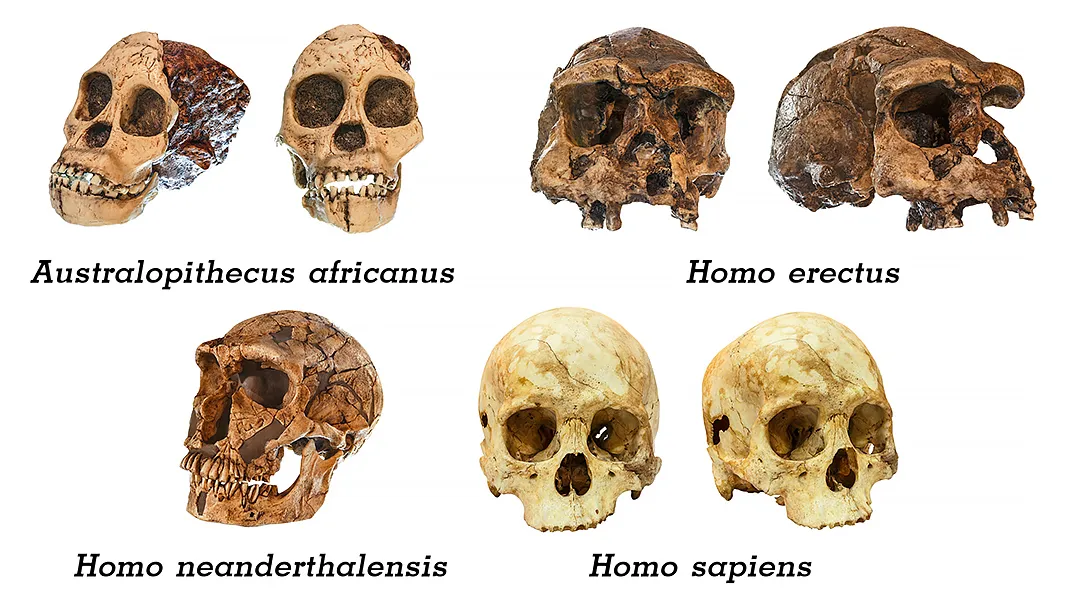 Australopithecus africanus
Homo erectus
Homo neanderthalensis
Homo sapiens